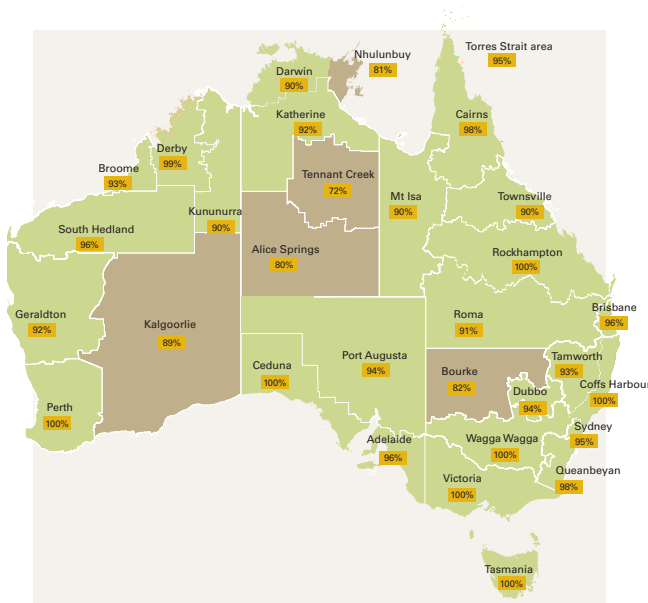 Torres Strait area
95%
Nhulunbuy
81%
Darwin
90%
Katherine
92%
Cairns
98%
Derby
99%
Broome
93%
Tennant Creek
72%
Mt Isa
90%
Townsville
90%
Kununurra
90%
South Hedland
96%
Alice Springs
80%
Rockhampton
100%
Geraldton
92%
Kalgoorlie
89%
Roma
91%
Brisbane
96%
Ceduna
100%
Port Augusta
94%
Bourke
82%
Tamworth
93%
Dubbo
94%
Coffs Harbour
100%
Perth
100%
Adelaide
96%
Wagga Wagga
100%
Sydney
95%
Queanbeyan
98%
Victoria
100%
Tasmania
100%